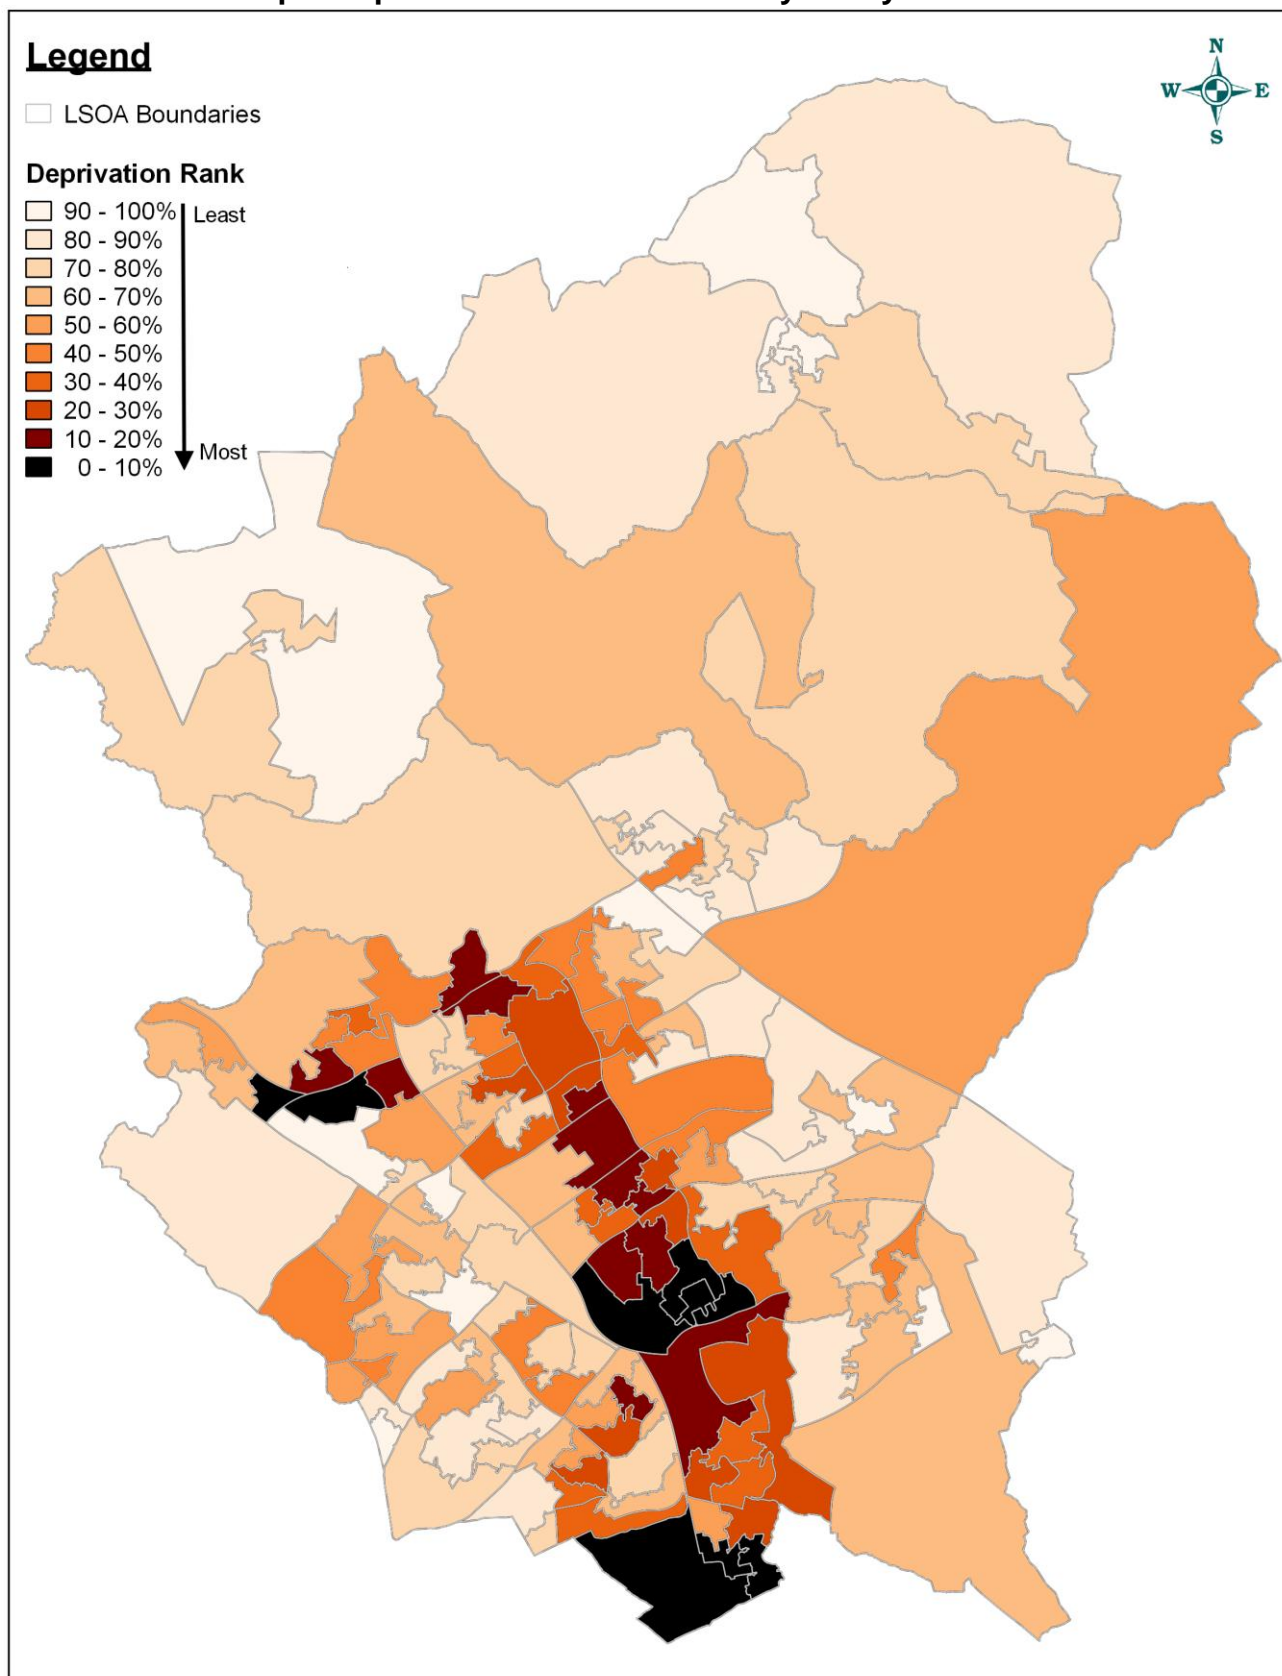 Legend
LSOA Boundaries
Deprivation Rank
90 - 100%
Least
80 - 90%
70 - 80%
60 - 70%
50 - 60%
40 - 50%
30 - 40%
20 - 30%
10 - 20%
Most
0 - 10%
N
W E
S